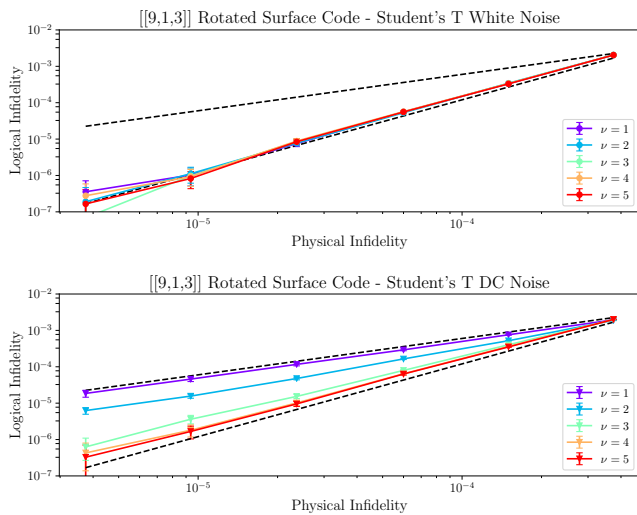 [[9,1,3]] Rotated Surface Code - Student's T White Noise
10⁻²
10⁻³
10⁻⁴
10⁻⁵
10⁻⁶
10⁻⁷
Logical Infidelity
ν = 1
ν = 2
ν = 3
ν = 4
ν = 5
10⁻⁵
10⁻⁴
Physical Infidelity
[[9,1,3]] Rotated Surface Code - Student's T DC Noise
10⁻²
10⁻³
10⁻⁴
10⁻⁵
10⁻⁶
10⁻⁷
Logical Infidelity
ν = 1
ν = 2
ν = 3
ν = 4
ν = 5
10⁻⁵
10⁻⁴
Physical Infidelity